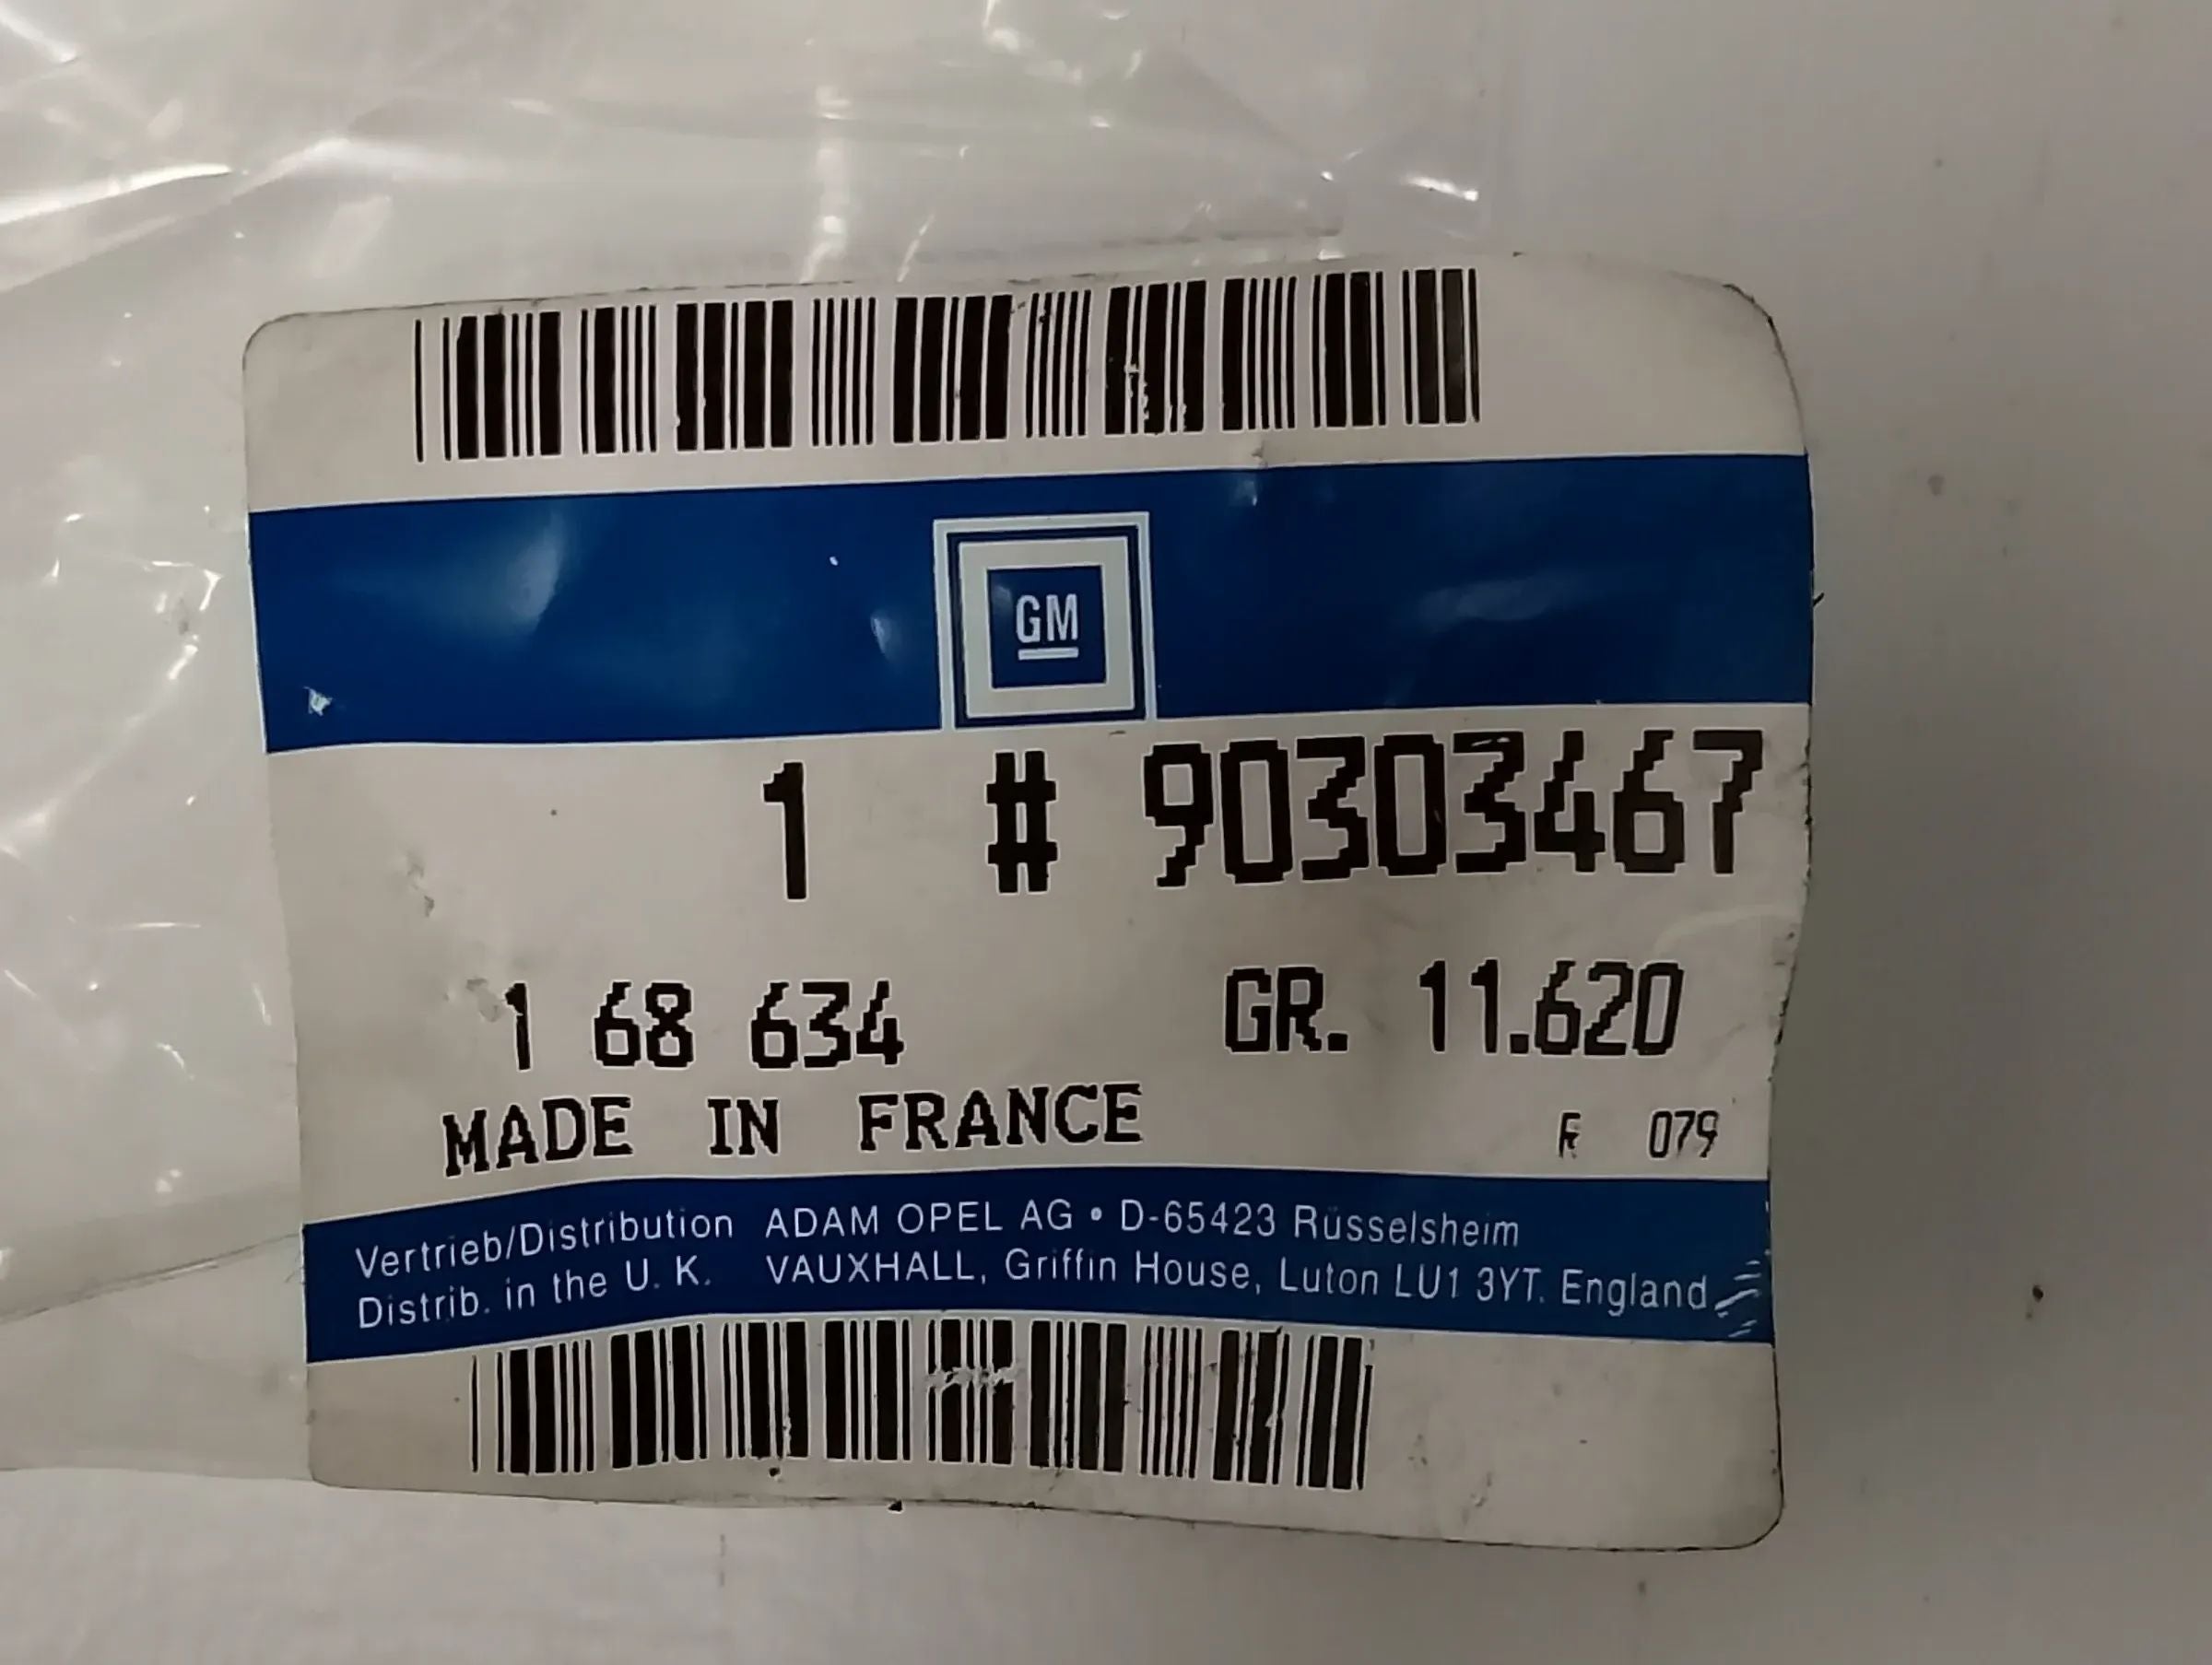 GM
1 # 90303467
1 68 634 GR. 11.620
MADE IN FRANCE F 079
Vertrieb/Distribution ADAM OPEL AG • D-65423 Rüsselsheim
Distrib. in the U. K. VAUXHALL, Griffin House, Luton LU1 3YT. England